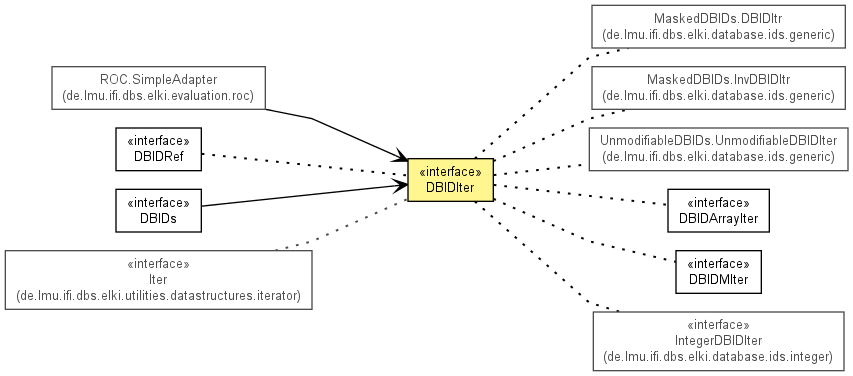 ROC.SimpleAdapter
(de.lmu.ifi.dbs.elki.evaluation.roc)
«interface»
DBIDRef
«interface»
DBIDs
«interface»
Iter
(de.lmu.ifi.dbs.elki.utilities.datastructures.iterator)
«interface»
DBIDIter
MaskedDBIDs.DBIDItr
(de.lmu.ifi.dbs.elki.database.ids.generic)
MaskedDBIDs.InvDBIDItr
(de.lmu.ifi.dbs.elki.database.ids.generic)
UnmodifiableDBIDs.UnmodifiableDBIDIter
(de.lmu.ifi.dbs.elki.database.ids.generic)
«interface»
DBIDArrayIter
«interface»
DBIDMIter
«interface»
IntegerDBIDIter
(de.lmu.ifi.dbs.elki.database.ids.integer)